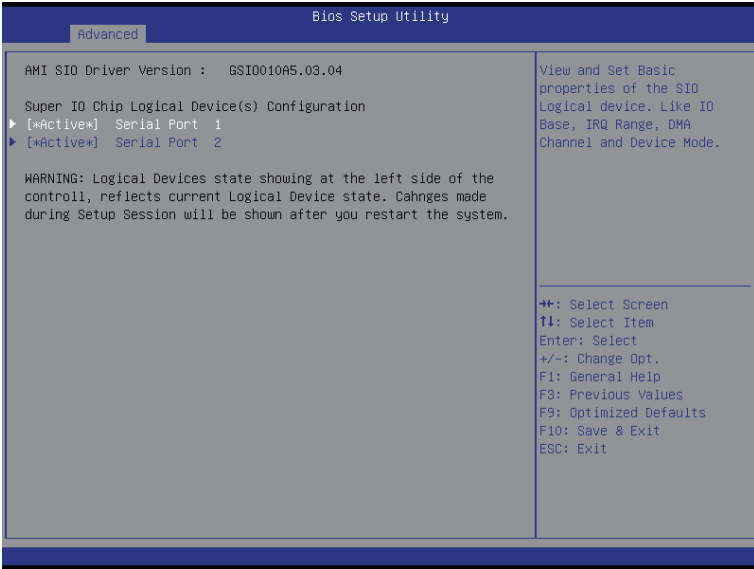 Bios Setup Utility
Advanced
AMI SIO Driver Version :   GSIO010A5.03.04
Super IO Chip Logical Device(s) Configuration
[*Active*]  Serial Port  1
[*Active*]  Serial Port  2
WARNING: Logical Devices state showing at the left side of the
controll, reflects current Logical Device state. Cahnges made
during Setup Session will be shown after you restart the system.
View and Set Basic
properties of the SIO
Logical device. Like IO
Base, IRQ Range, DMA
Channel and Device Mode.
→←: Select Screen
↑↓: Select Item
Enter: Select
+/-: Change Opt.
F1: General Help
F3: Previous Values
F9: Optimized Defaults
F10: Save & Exit
ESC: Exit